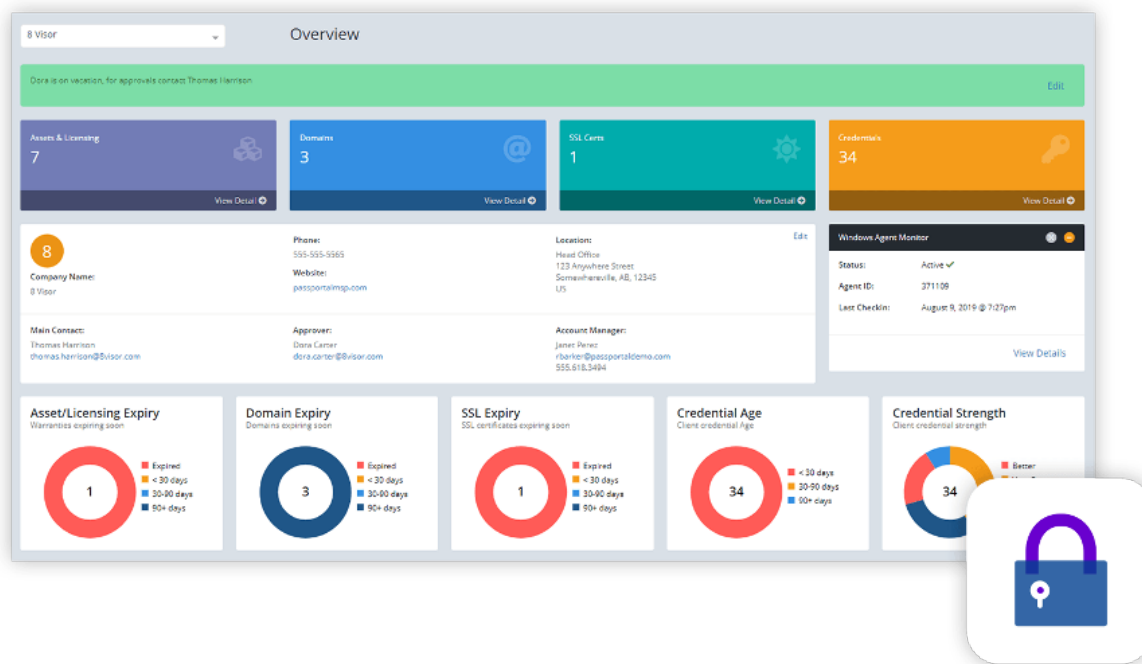 8 Visor
Overview
Dora is on vacation, for approvals contact Thomas Harrison
Edit
Assets & Licensing
7
View Detail
Domains
3
View Detail
SSL Certs
1
View Detail
Credentials
34
View Detail
8
Company Name:
8 Visor
Phone:
555-555-5565
Website:
passportalmsp.com
Location:
Head Office
123 Anywhere Street
Somewhereville, AB, 12345
US
Edit
Main Contact:
Thomas Harrison
thomas.harrison@8visor.com
Approver:
Dora Carter
dora.carter@8visor.com
Account Manager:
Janet Perez
rbarker@passportaldemo.com
555.618.3494
Windows Agent Monitor
Status: Active
Agent ID: 371109
Last Checkin: August 9, 2019 @ 7:27pm
View Details
Asset/Licensing Expiry
Warranties expiring soon
1
Expired
< 30 days
30-90 days
90+ days
Domain Expiry
Domains expiring soon
3
Expired
< 30 days
30-90 days
90+ days
SSL Expiry
SSL certificates expiring soon
1
Expired
< 30 days
30-90 days
90+ days
Credential Age
Client credential Age
34
< 30 days
30-90 days
90+ days
Credential Strength
Client credential strength
34
Better